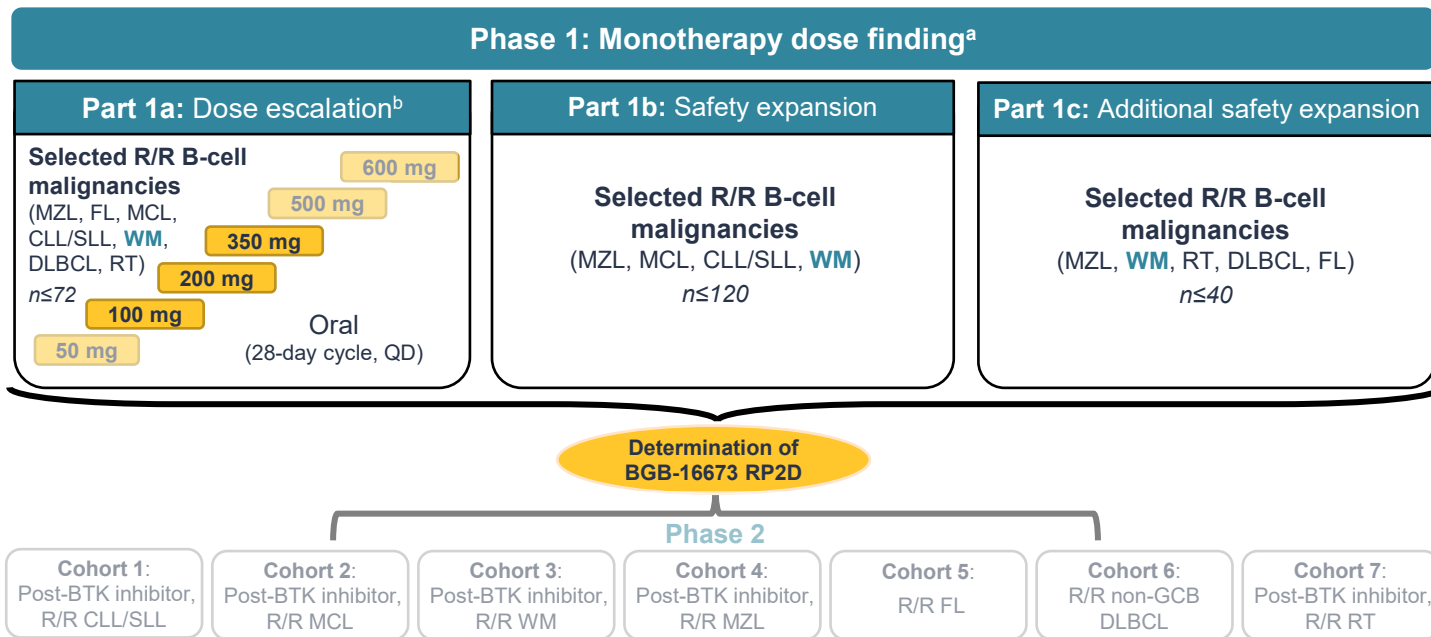 Phase 1: Monotherapy dose findingᵃ
Part 1a: Dose escalationᵇ
Selected R/R B-cell
malignancies
(MZL, FL, MCL,
CLL/SLL, WM,
DLBCL, RT)
n≤72
600 mg
500 mg
350 mg
200 mg
100 mg
50 mg
Oral
(28-day cycle, QD)
Part 1b: Safety expansion
Selected R/R B-cell
malignancies
(MZL, MCL, CLL/SLL, WM)
n≤120
Part 1c: Additional safety expansion
Selected R/R B-cell
malignancies
(MZL, WM, RT, DLBCL, FL)
n≤40
Determination of
BGB-16673 RP2D
Phase 2
Cohort 1:
Post-BTK inhibitor,
R/R CLL/SLL
Cohort 2:
Post-BTK inhibitor,
R/R MCL
Cohort 3:
Post-BTK inhibitor,
R/R WM
Cohort 4:
Post-BTK inhibitor,
R/R MZL
Cohort 5:
R/R FL
Cohort 6:
R/R non-GCB
DLBCL
Cohort 7:
Post-BTK inhibitor,
R/R RT